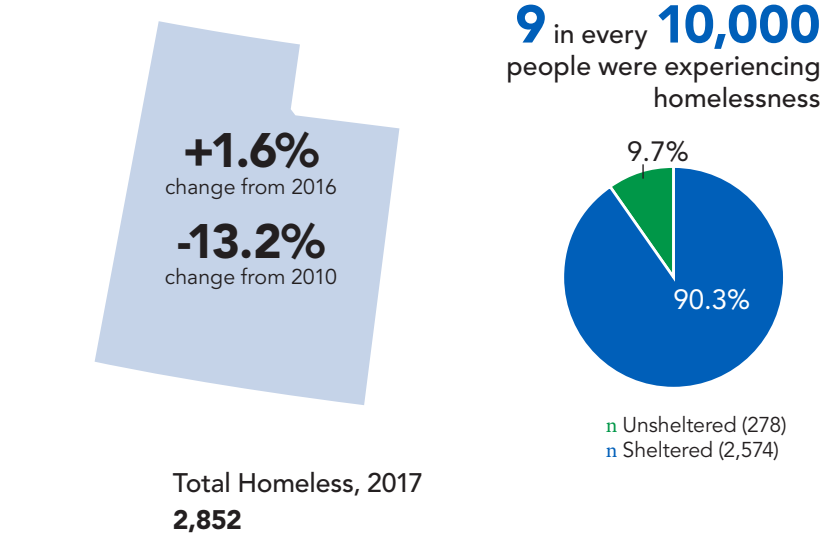 +1.6%
change from 2016
-13.2%
change from 2010
Total Homeless, 2017
2,852
9 in every 10,000
people were experiencing
homelessness
9.7%
90.3%
n Unsheltered (278)
n Sheltered (2,574)